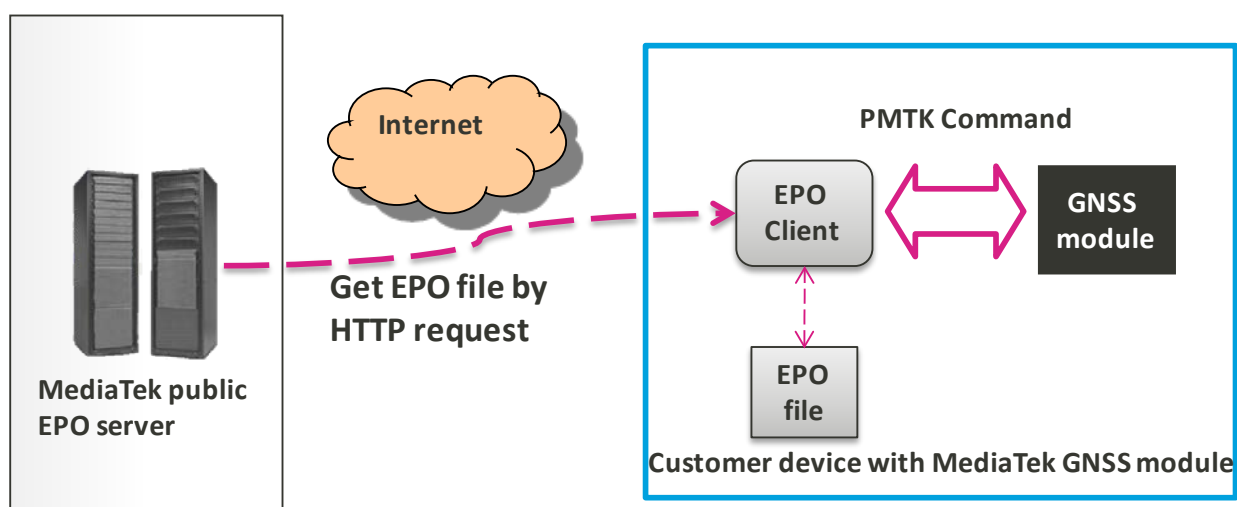 MediaTek public
EPO server
Internet
Get EPO file by
HTTP request
PMTK Command
EPO
Client
GNSS
module
EPO
file
Customer device with MediaTek GNSS module